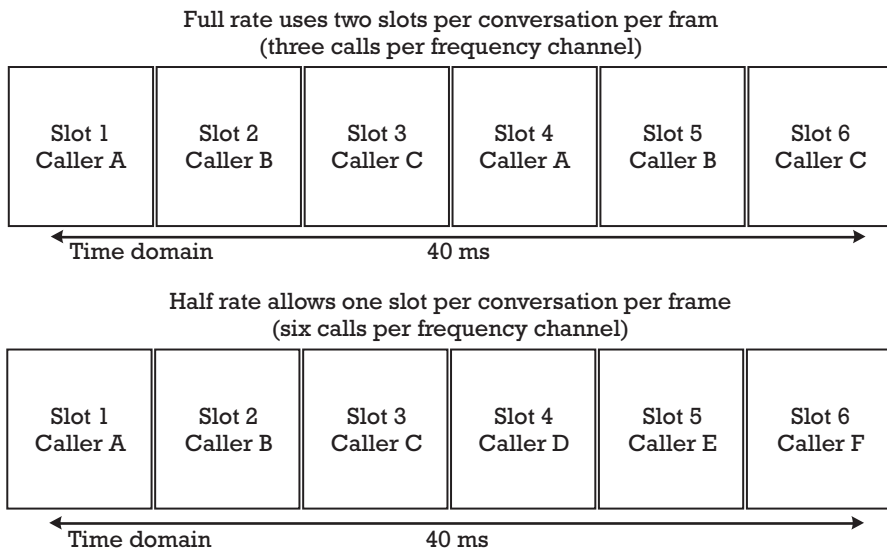 Full rate uses two slots per conversation per fram
(three calls per frequency channel)
Slot 1 Slot 2 Slot 3 Slot 4 Slot 5 Slot 6
Caller A Caller B Caller C Caller A Caller B Caller C
Time domain 40 ms
Half rate allows one slot per conversation per frame
(six calls per frequency channel)
Slot 1 Slot 2 Slot 3 Slot 4 Slot 5 Slot 6
Caller A Caller B Caller C Caller D Caller E Caller F
Time domain 40 ms